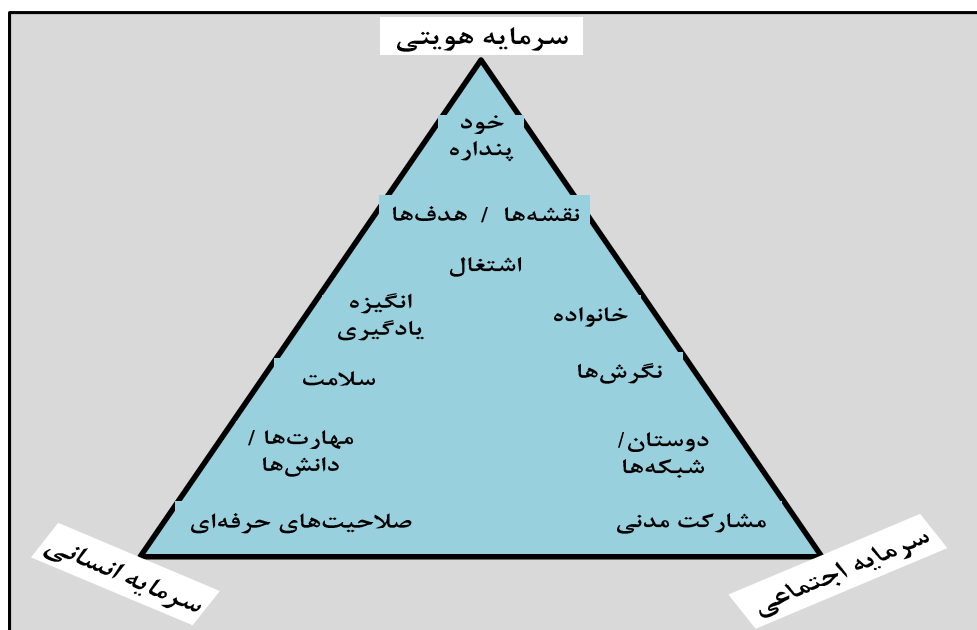 سرمایه هویتی
خود
پنداره
نقشه‌ها / هدف‌ها
اشتغال
انگیزه
یادگیری
خانواده
سلامت
نگرش‌ها
مهارت‌ها /
دانش‌ها
دوستان/
شبکه‌ها
صلاحیت‌های حرفه‌ای
مشارکت مدنی
سرمایه انسانی
سرمایه اجتماعی